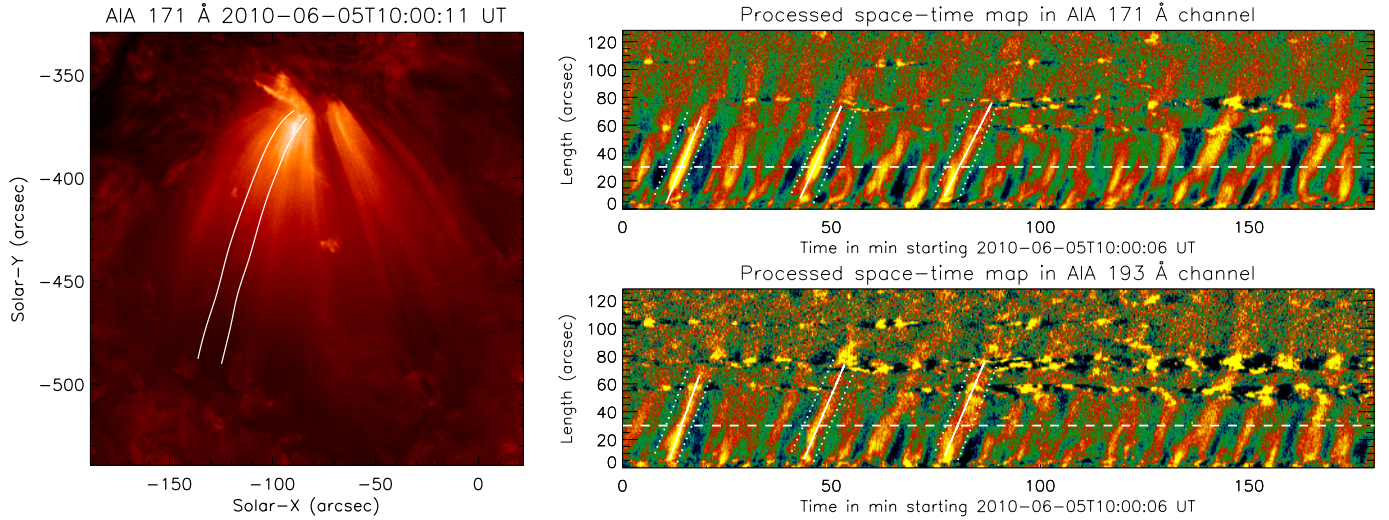 AIA 171 Å 2010-06-05T10:00:11 UT
Solar-Y (arcsec)
-350
-400
-450
-500
-150 -100 -50 0
Solar-X (arcsec)
Processed space-time map in AIA 171 Å channel
Length (arcsec)
120
100
80
60
40
20
0
0 50 100 150
Time in min starting 2010-06-05T10:00:06 UT
Processed space-time map in AIA 193 Å channel
Length (arcsec)
120
100
80
60
40
20
0
0 50 100 150
Time in min starting 2010-06-05T10:00:06 UT